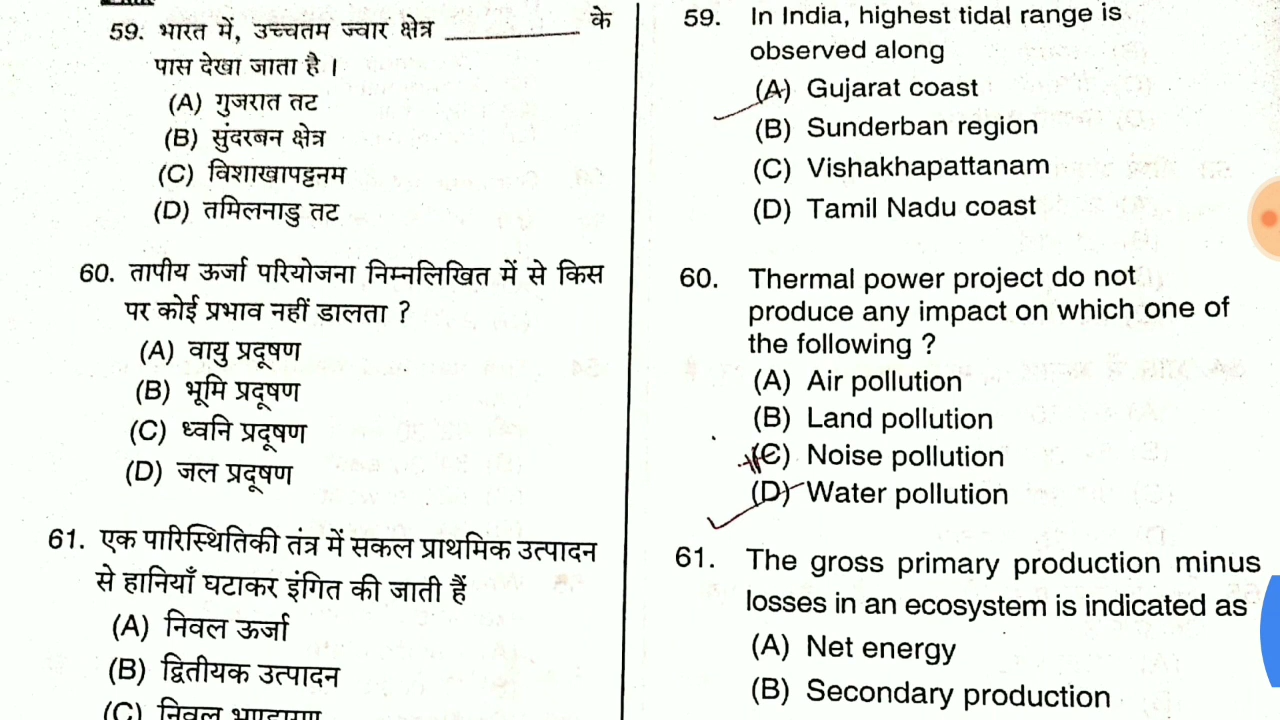 59. भारत में, उच्चतम ज्वार क्षेत्र __________ के
पास देखा जाता है ।
(A) गुजरात तट
(B) सुंदरबन क्षेत्र
(C) विशाखापट्टनम
(D) तमिलनाडु तट
60. तापीय ऊर्जा परियोजना निम्नलिखित में से किस
पर कोई प्रभाव नहीं डालता ?
(A) वायु प्रदूषण
(B) भूमि प्रदूषण
(C) ध्वनि प्रदूषण
(D) जल प्रदूषण
61. एक पारिस्थितिकी तंत्र में सकल प्राथमिक उत्पादन
से हानियाँ घटाकर इंगित की जाती हैं
(A) निवल ऊर्जा
(B) द्वितीयक उत्पादन
(C) निवल
59. In India, highest tidal range is
observed along
(A) Gujarat coast
(B) Sunderban region
(C) Vishakhapattanam
(D) Tamil Nadu coast
60. Thermal power project do not
produce any impact on which one of
the following ?
(A) Air pollution
(B) Land pollution
(C) Noise pollution
(D) Water pollution
61. The gross primary production minus
losses in an ecosystem is indicated as
(A) Net energy
(B) Secondary production